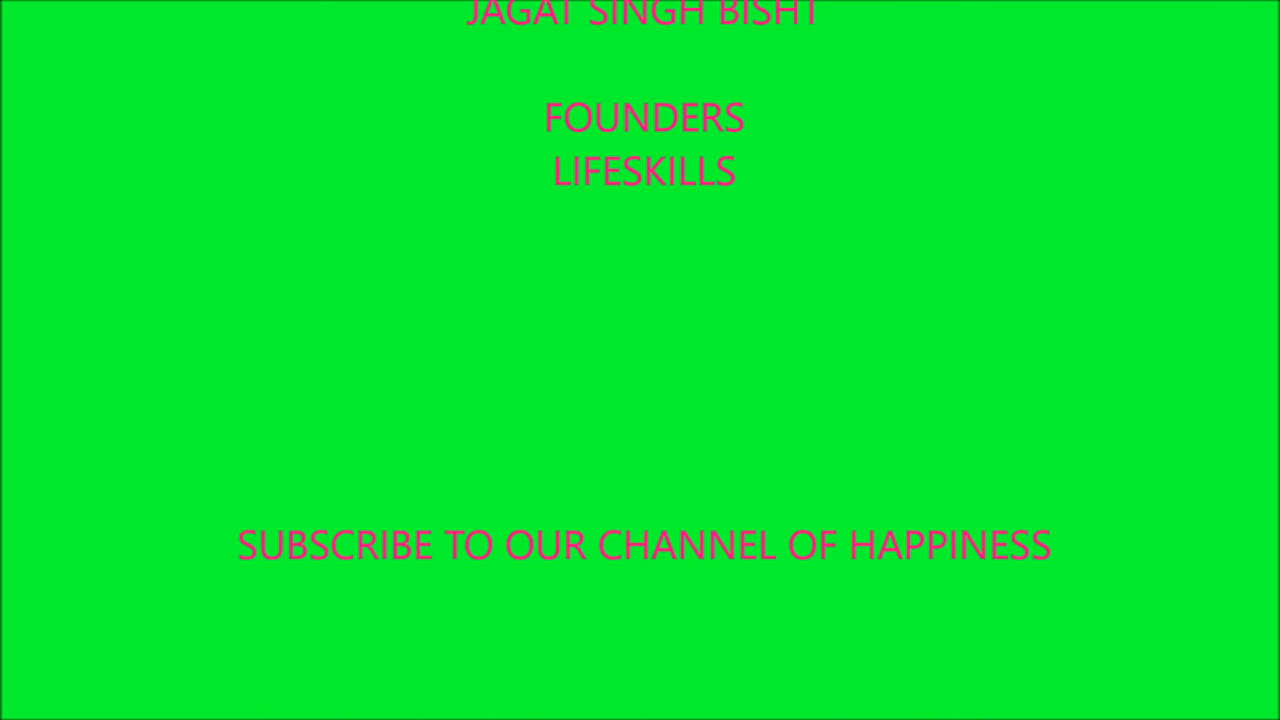 JAGAT SINGH BISHT
FOUNDERS
LIFESKILLS
SUBSCRIBE TO OUR CHANNEL OF HAPPINESS